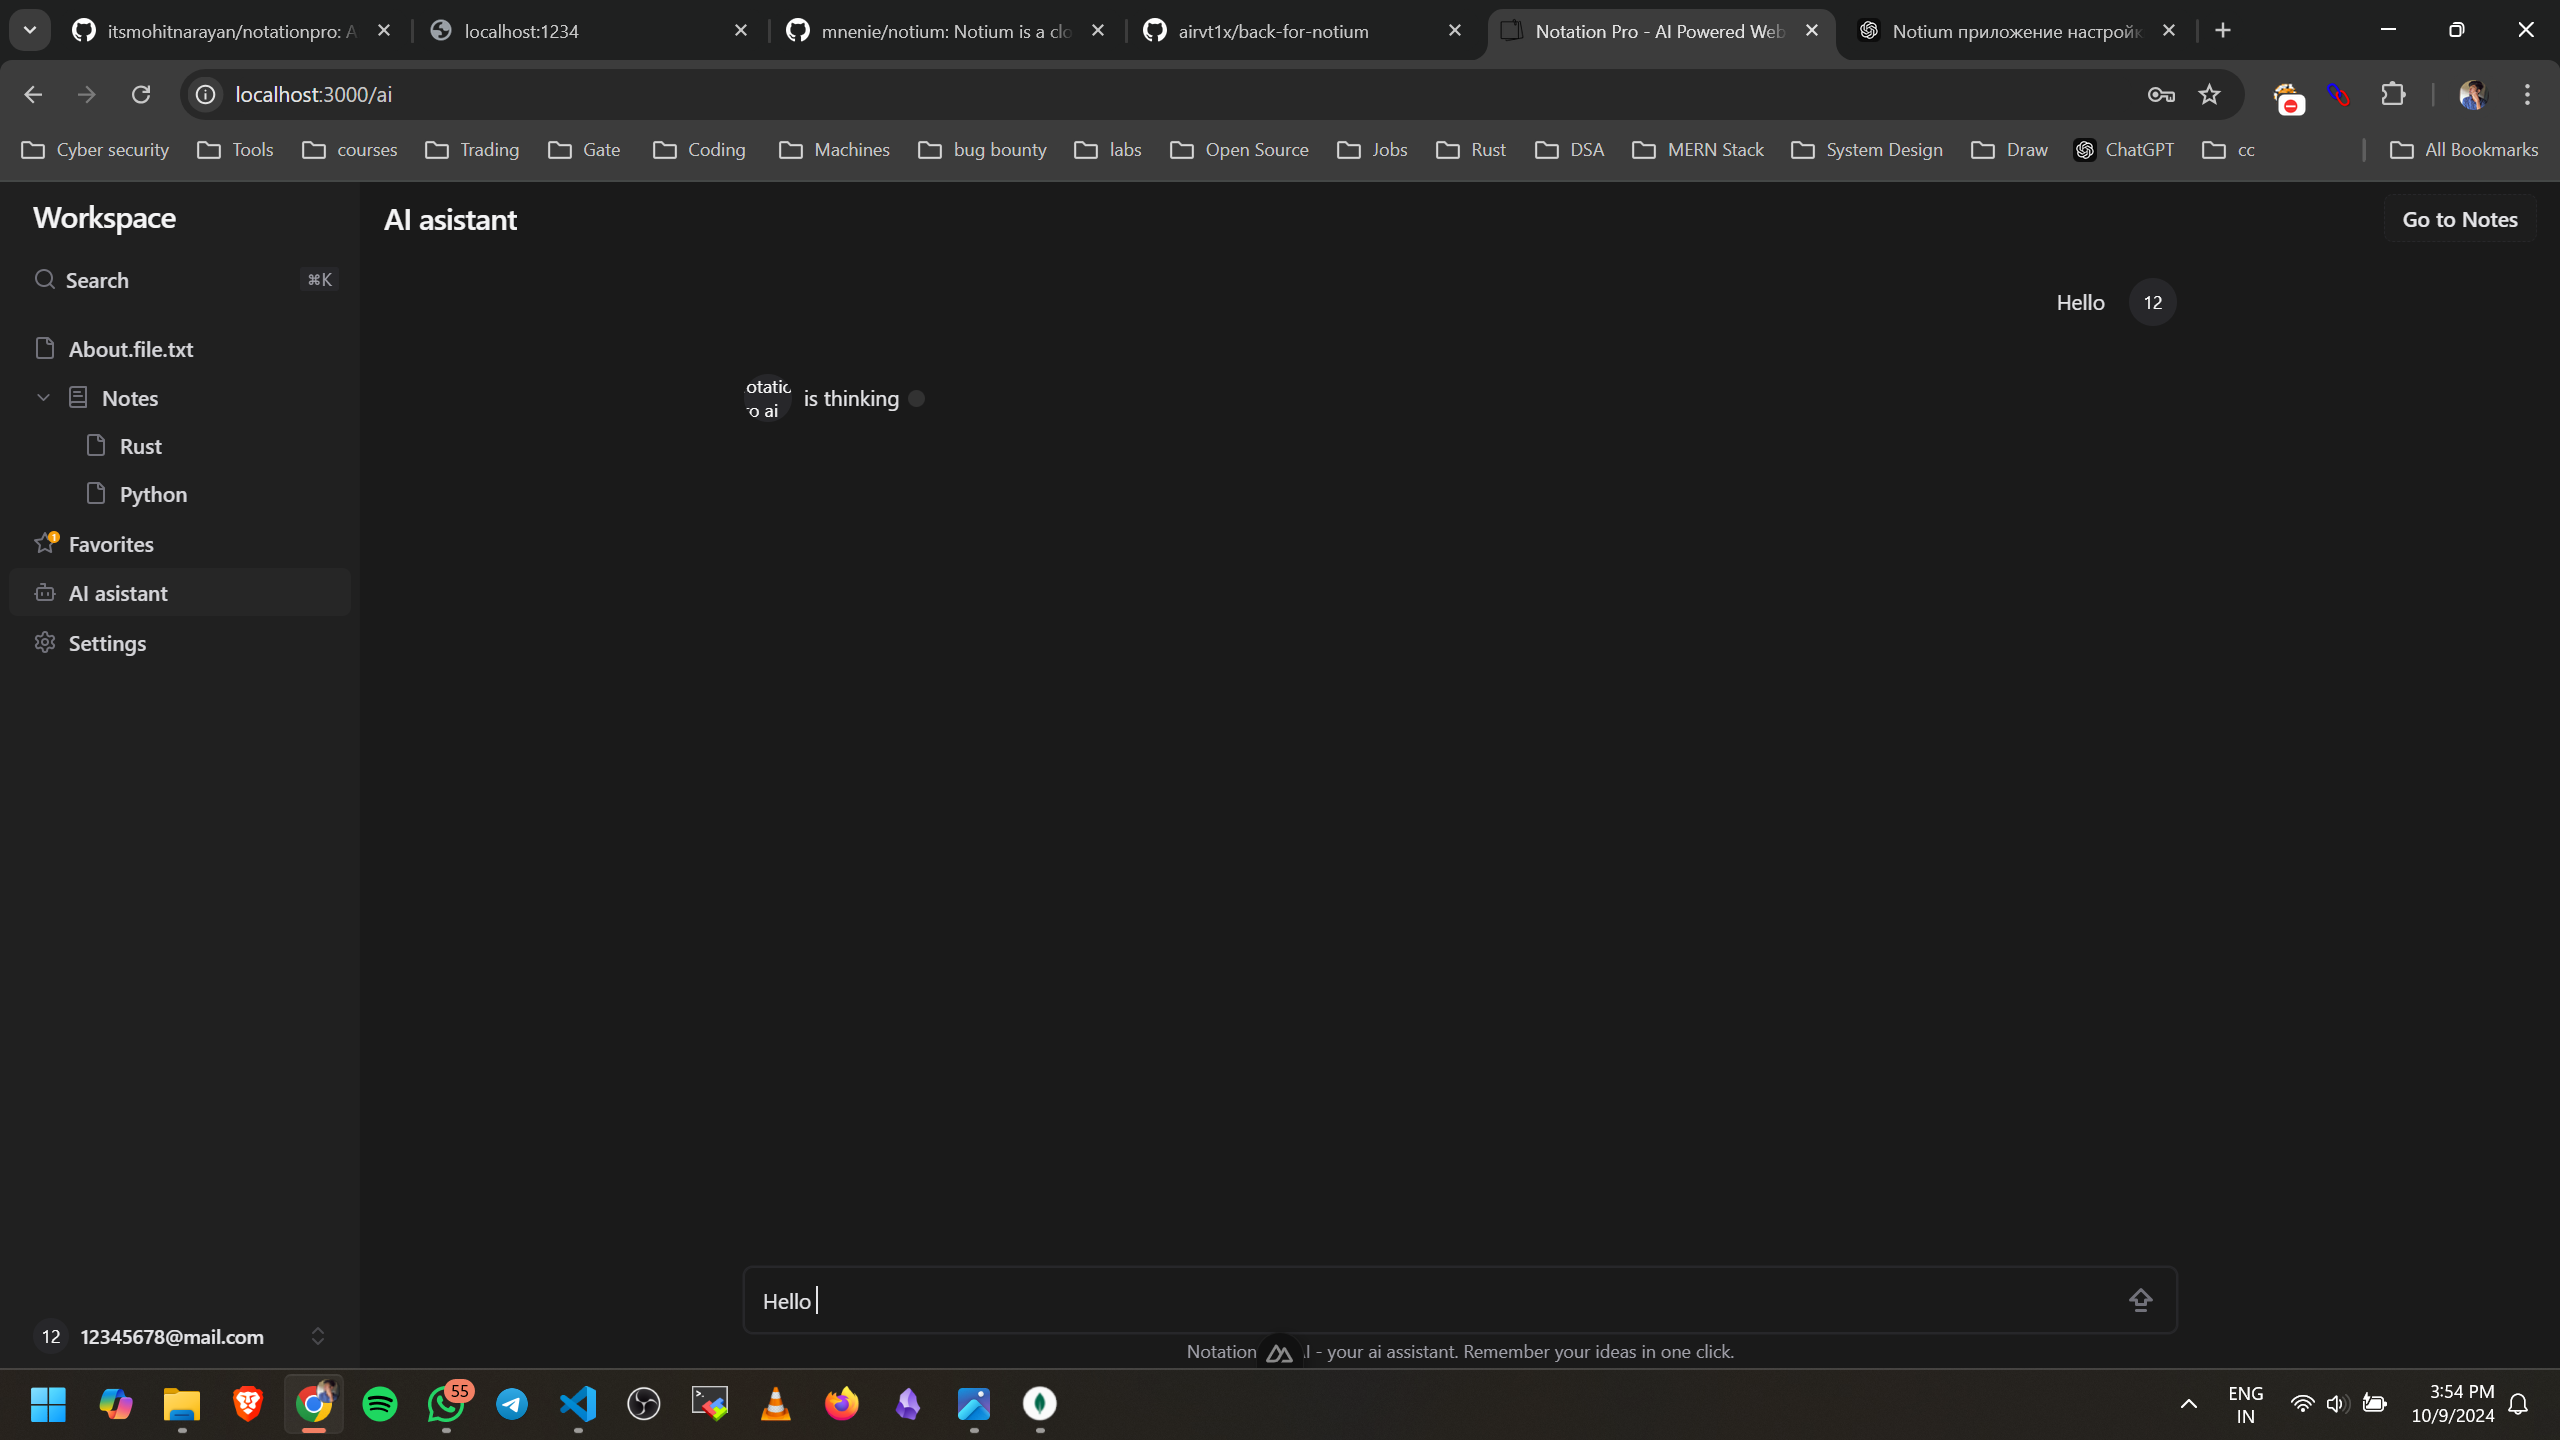 itsmohitnarayan/notationpro: A
localhost:1234
mnenie/notium: Notium is a clo
airvt1x/back-for-notium
Notation Pro - AI Powered Web
Notium приложение настройк
localhost:3000/ai
Cyber security
Tools
courses
Trading
Gate
Coding
Machines
bug bounty
labs
Open Source
Jobs
Rust
DSA
MERN Stack
System Design
Draw
ChatGPT
cc
All Bookmarks
Workspace
Search
⌘K
About.file.txt
Notes
Rust
Python
Favorites
1
AI asistant
Settings
12
12345678@mail.com
AI asistant
Go to Notes
Hello
12
otatio
ro ai
is thinking
Hello
Notation
I - your ai assistant. Remember your ideas in one click.
55
ENG
IN
3:54 PM
10/9/2024